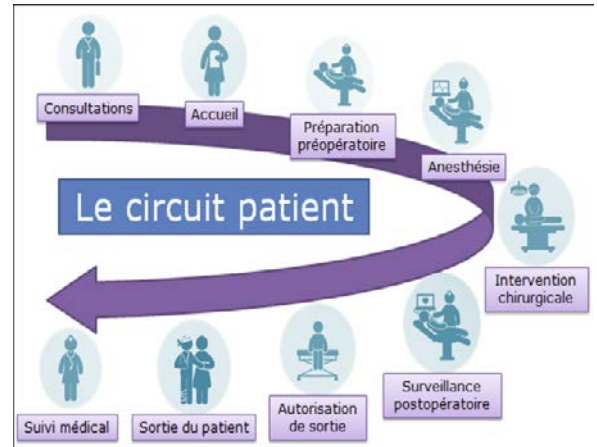 Consultations
Accueil
Préparation
préopératoire
Anesthésie
Le circuit patient
Intervention
chirurgicale
Surveillance
postopératoire
Autorisation
de sortie
Sortie du patient
Suivi médical